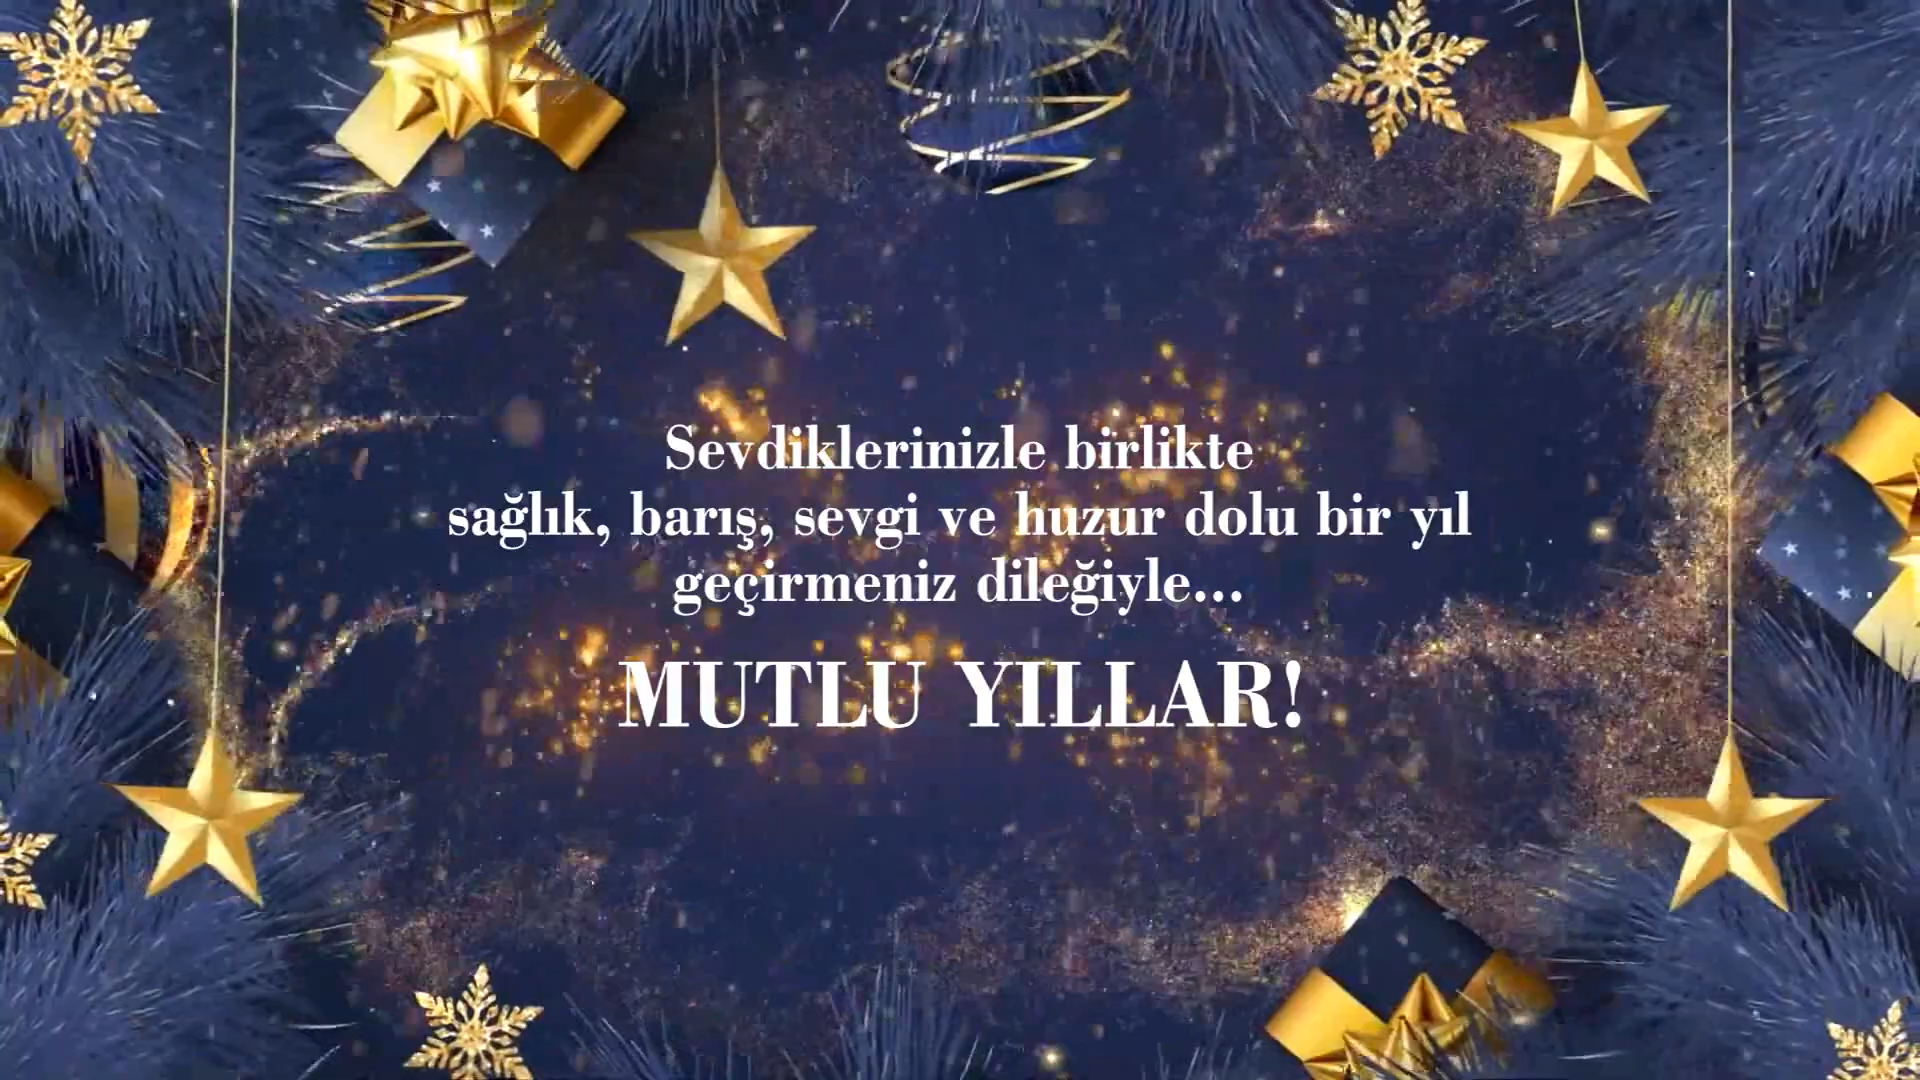 Sevdiklerinizle birlikte
sağlık, barış, sevgi ve huzur dolu bir yıl
geçirmeniz dileğiyle...
MUTLU YILLAR!